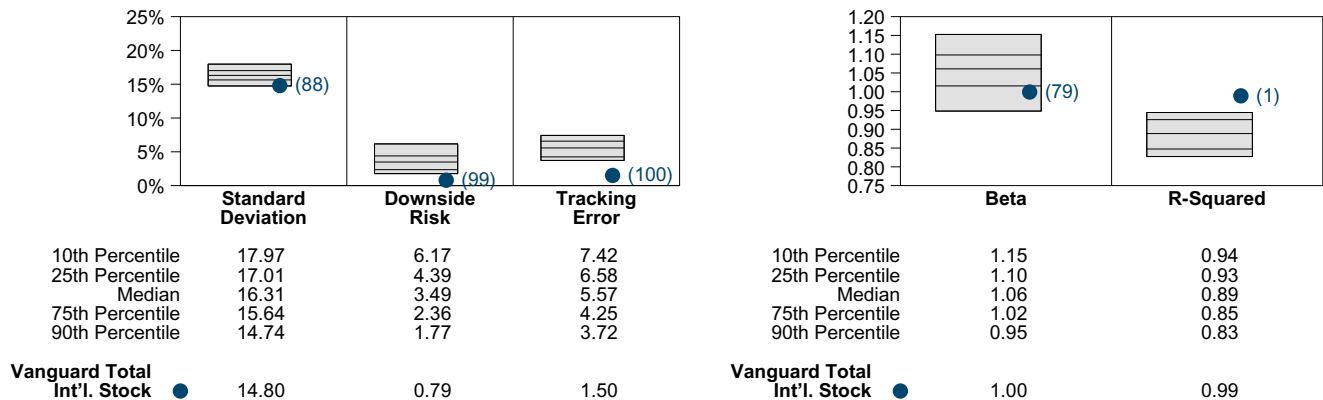 25%
20%
15%
10%
5%
0%
(88)
(99)
(100)
Standard Deviation
Downside Risk
Tracking Error
10th Percentile 17.97 6.17 7.42
25th Percentile 17.01 4.39 6.58
Median 16.31 3.49 5.57
75th Percentile 15.64 2.36 4.25
90th Percentile 14.74 1.77 3.72
Vanguard Total
Int'l. Stock 14.80 0.79 1.50
1.20
1.15
1.10
1.05
1.00
0.95
0.90
0.85
0.80
0.75
(79)
(1)
Beta R-Squared
10th Percentile 1.15 0.94
25th Percentile 1.10 0.93
Median 1.06 0.89
75th Percentile 1.02 0.85
90th Percentile 0.95 0.83
Vanguard Total
Int'l. Stock 1.00 0.99